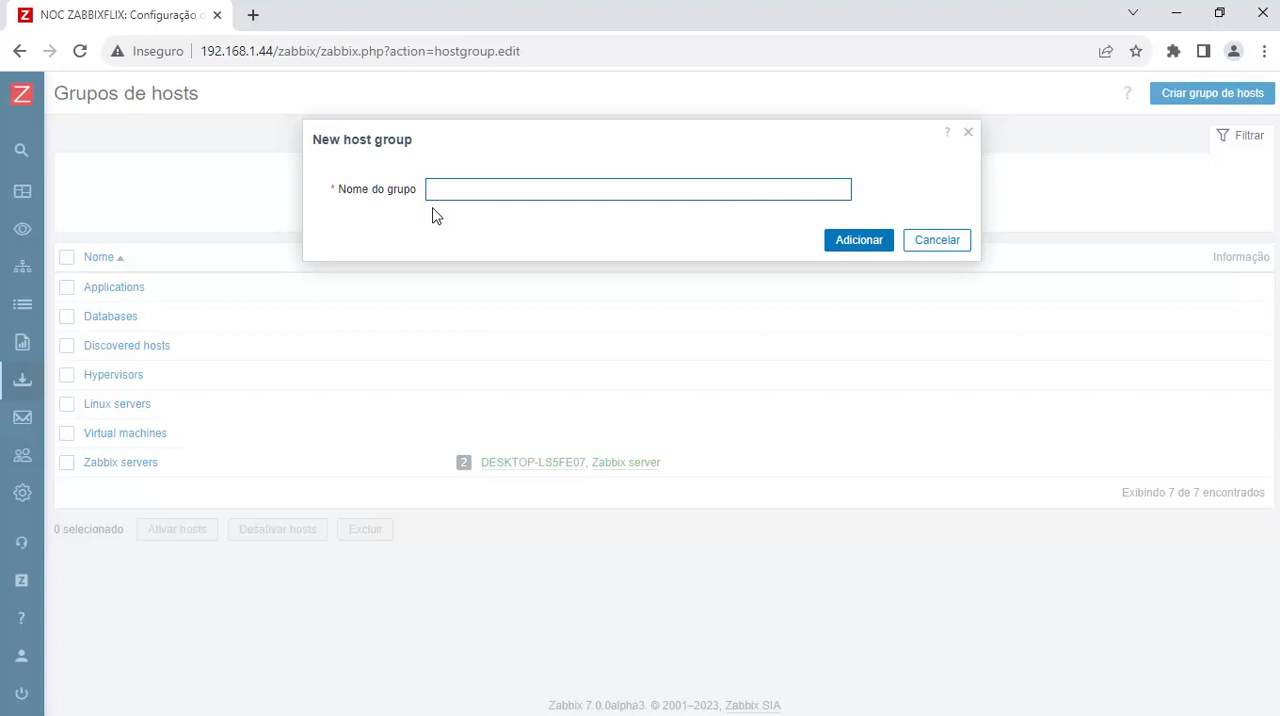 NOC ZABBIXFLIX: Configuração d
Inseguro
192.168.1.44/zabbix/zabbix.php?action=hostgroup.edit
Z
Grupos de hosts
?
Criar grupo de hosts
Filtrar
New host group
?
* Nome do grupo
Adicionar
Cancelar
Nome
Informação
Applications
Databases
Discovered hosts
Hypervisors
Linux servers
Virtual machines
Zabbix servers
2
DESKTOP-LS5FE07, Zabbix server
Exibindo 7 de 7 encontrados
0 selecionado
Ativar hosts
Desativar hosts
Excluir
Z
?
Zabbix 7.0.0alpha3. © 2001–2023, Zabbix SIA